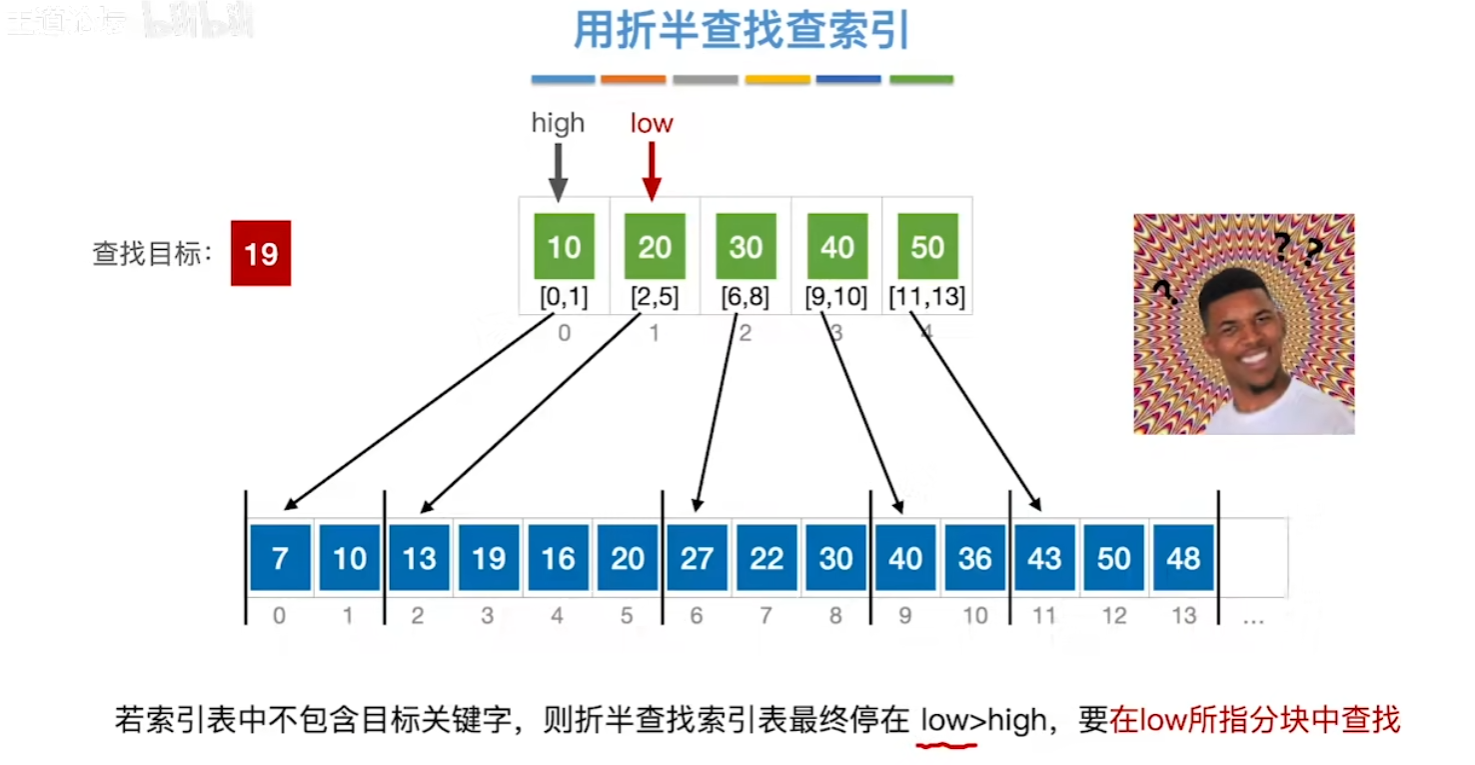 王道论坛 bilibili
用折半查找查索引
high low
查找目标: 19
10 20 30 40 50
[0,1] [2,5] [6,8] [9,10] [11,13]
0 1 2 3 4
? ? ?
7 10 13 19 16 20 27 22 30 40 36 43 50 48
0 1 2 3 4 5 6 7 8 9 10 11 12 13 ...
若索引表中不包含目标关键字，则折半查找索引表最终停在 low>high，要在low所指分块中查找